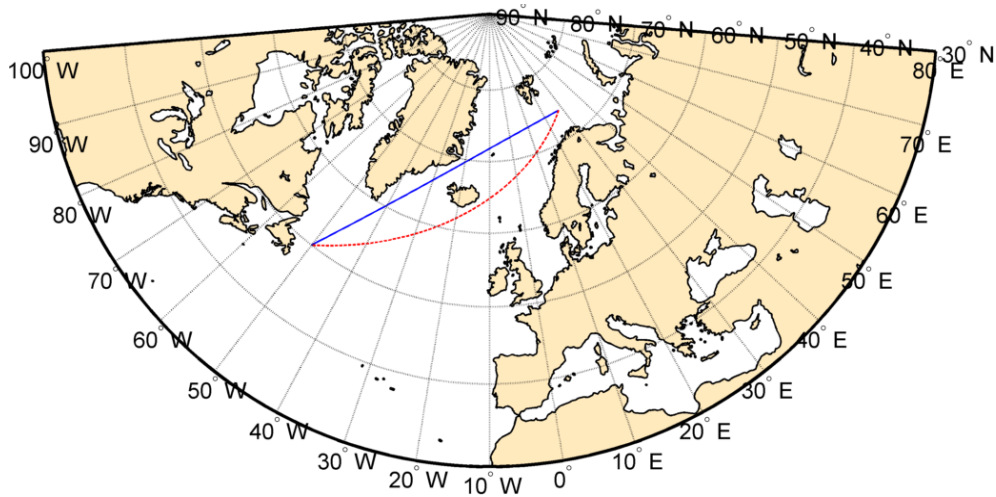 90° N
80° N
70° N
60° N
50° N
40° N
30° N
100° W
80° E
90° W
70° E
80° W
60° E
70° W
50° E
60° W
40° E
50° W
30° E
40° W
20° E
30° W
10° E
20° W
10° W
0°